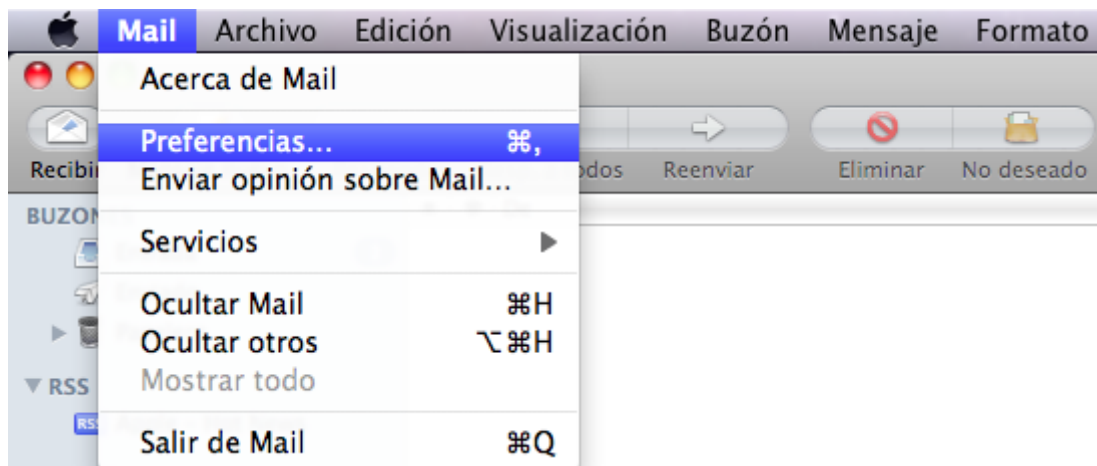 Mail Archivo Edición Visualización Buzón Mensaje Formato
Acerca de Mail
Preferencias... ⌘,
Enviar opinión sobre Mail...
Servicios
Ocultar Mail ⌘H
Ocultar otros ⌥⌘H
Mostrar todo
Salir de Mail ⌘Q
Reenviar Eliminar No deseado
RSS